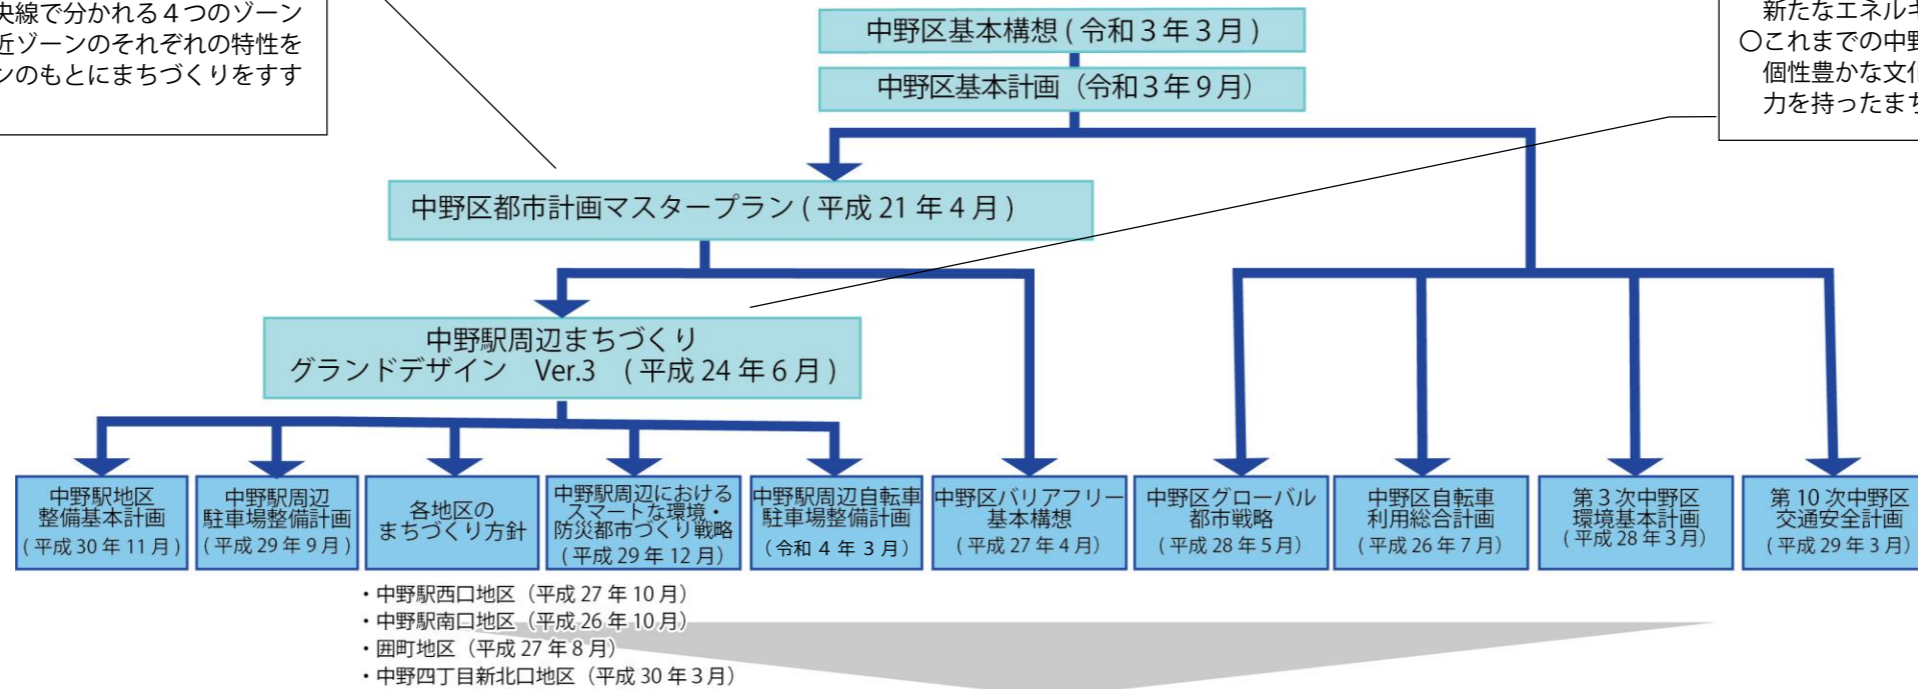 央線で分かれる４つのゾーン
近ゾーンのそれぞれの特性を
ンのもとにまちづくりをすす
中野区基本構想 ( 令和３年３月 )
中野区基本計画（令和３年９月）
新たなエネルギ
〇これまでの中野
個性豊かな文化
力を持ったまち
中野区都市計画マスタープラン ( 平成 21 年 4 月 )
中野駅周辺まちづくり
グランドデザイン　Ver.3　( 平成 24 年 6 月 )
中野駅地区
整備基本計画
( 平成 30 年 11 月 )
中野駅周辺
駐車場整備計画
( 平成 29 年 9 月 )
各地区の
まちづくり方針
中野駅周辺における
スマートな環境・
防災都市づくり戦略
( 平成 29 年 12 月 )
中野駅周辺自転車
駐車場整備計画
（令和 4 年 3 月）
中野区バリアフリー
基本構想
( 平成 27 年 4 月 )
中野区グローバル
都市戦略
( 平成 28 年 5 月 )
中野区自転車
利用総合計画
( 平成 26 年 7 月 )
第 3 次中野区
環境基本計画
( 平成 28 年 3 月 )
第 10 次中野区
交通安全計画
( 平成 29 年 3 月 )
・中野駅西口地区（平成 27 年 10 月）
・中野駅南口地区（平成 26 年 10 月）
・囲町地区（平成 27 年 8 月）
・中野四丁目新北口地区（平成 30 年 3 月）